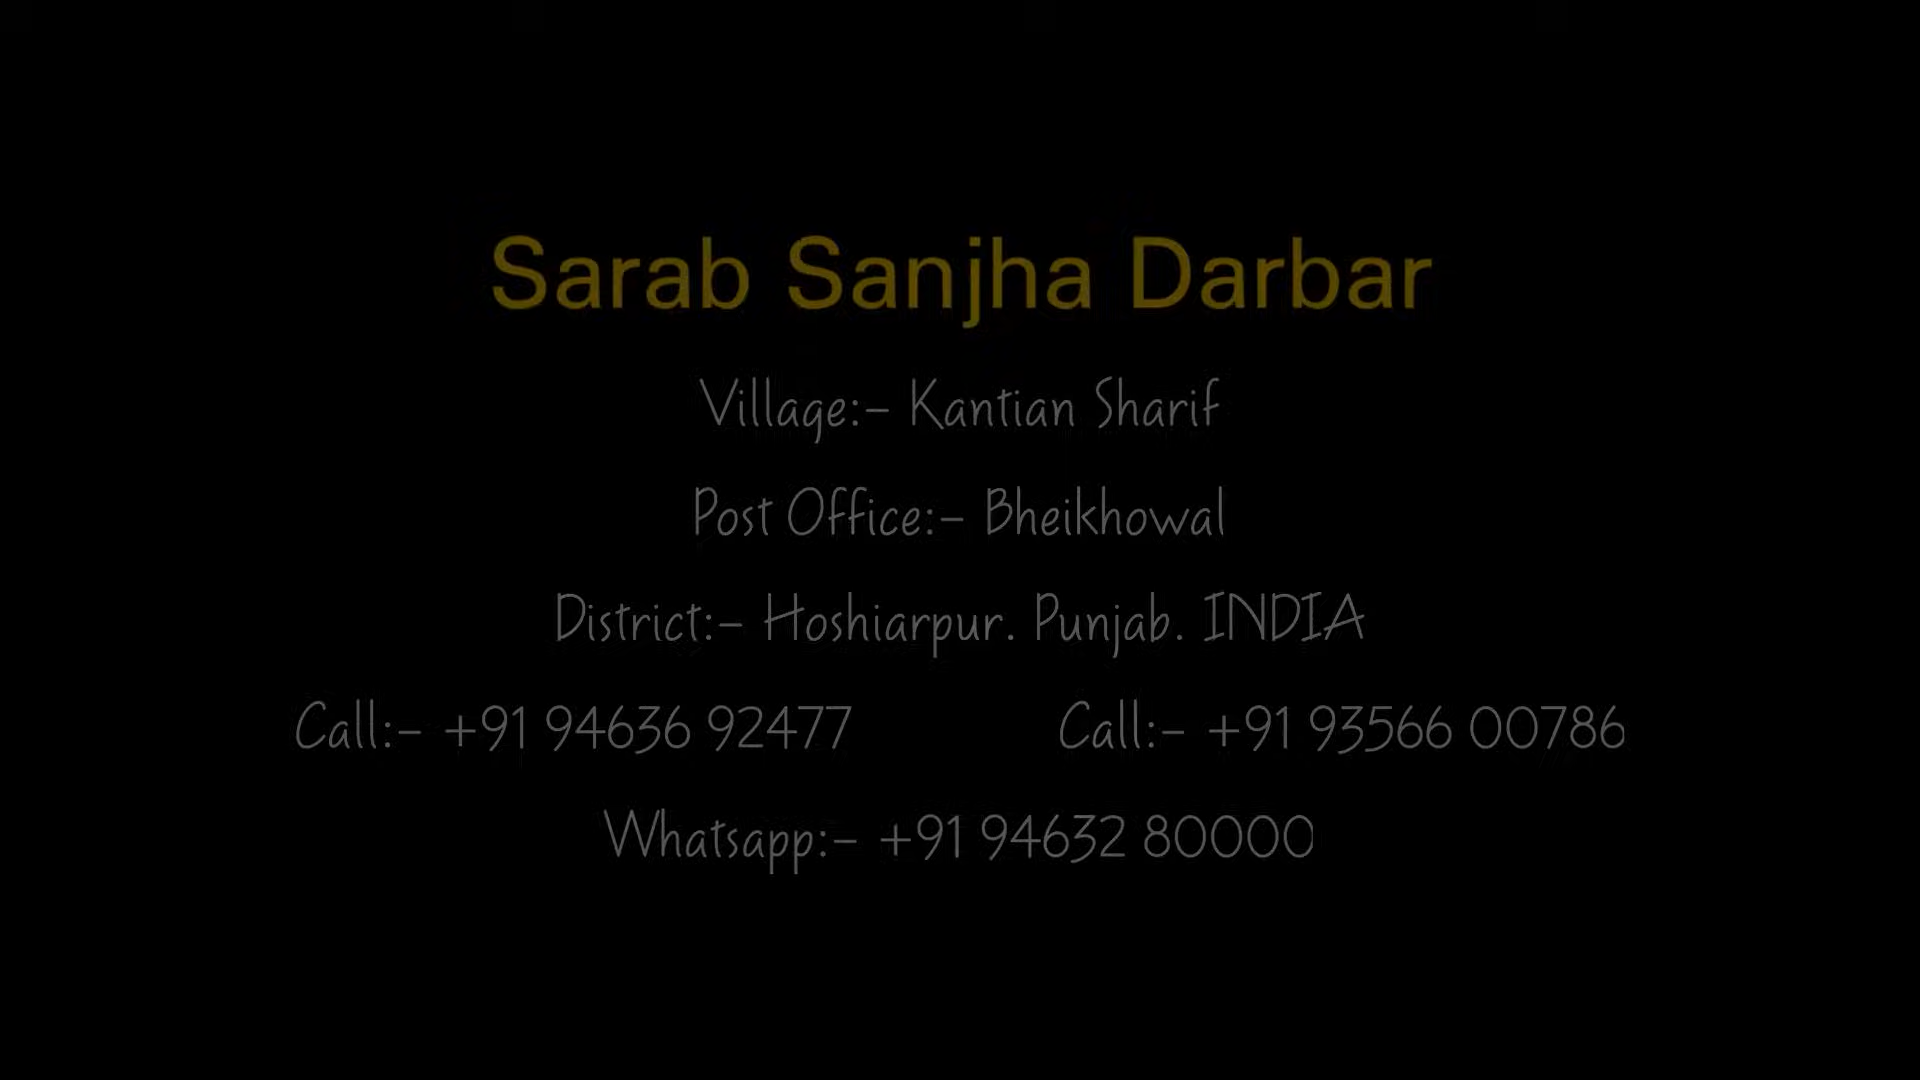 Sarab Sanjha Darbar
Village:- Kantian Sharif
Post Office:- Bheikhowal
District:- Hoshiarpur. Punjab. INDIA
Call:- +91 94636 92477 Call:- +91 93566 00786
Whatsapp:- +91 94632 80000